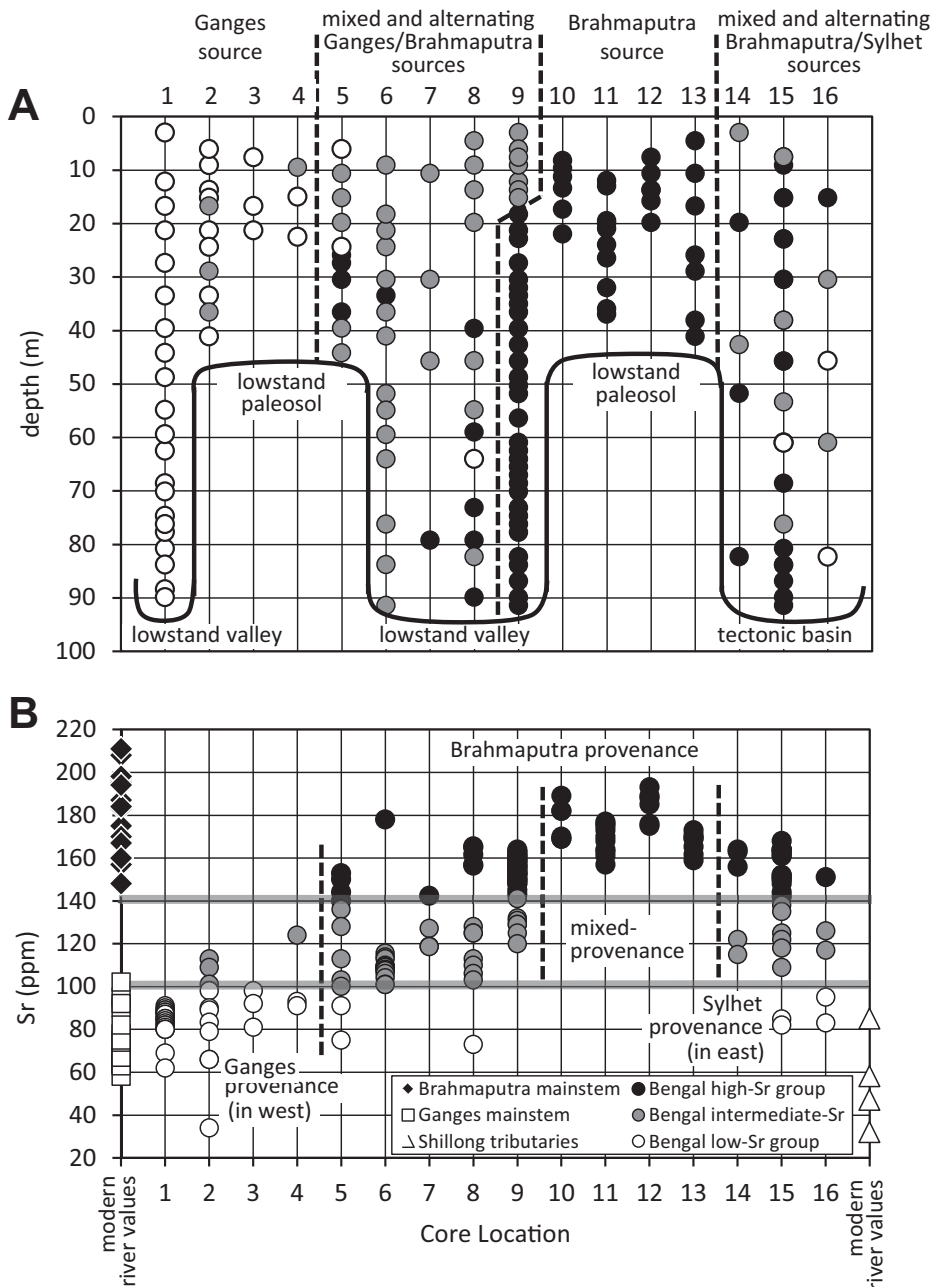 Ganges
source
mixed and alternating
Ganges/Brahmaputra
sources
Brahmaputra
source
mixed and alternating
Brahmaputra/Sylhet
sources
A
1 2 3 4 5 6 7 8 9 10 11 12 13 14 15 16
0
10
20
30
40
50
60
70
80
90
100
depth (m)
lowstand
paleosol
lowstand
paleosol
lowstand valley
lowstand valley
tectonic basin
B
220
200
180
160
140
120
100
80
60
40
20
Sr (ppm)
Brahmaputra provenance
mixed-
provenance
Sylhet
provenance
(in east)
Ganges
provenance
(in west)
Brahmaputra mainstem
Ganges mainstem
Shillong tributaries
Bengal high-Sr group
Bengal intermediate-Sr
Bengal low-Sr group
modern
river values
1 2 3 4 5 6 7 8 9 10 11 12 13 14 15 16
modern
river values
Core Location